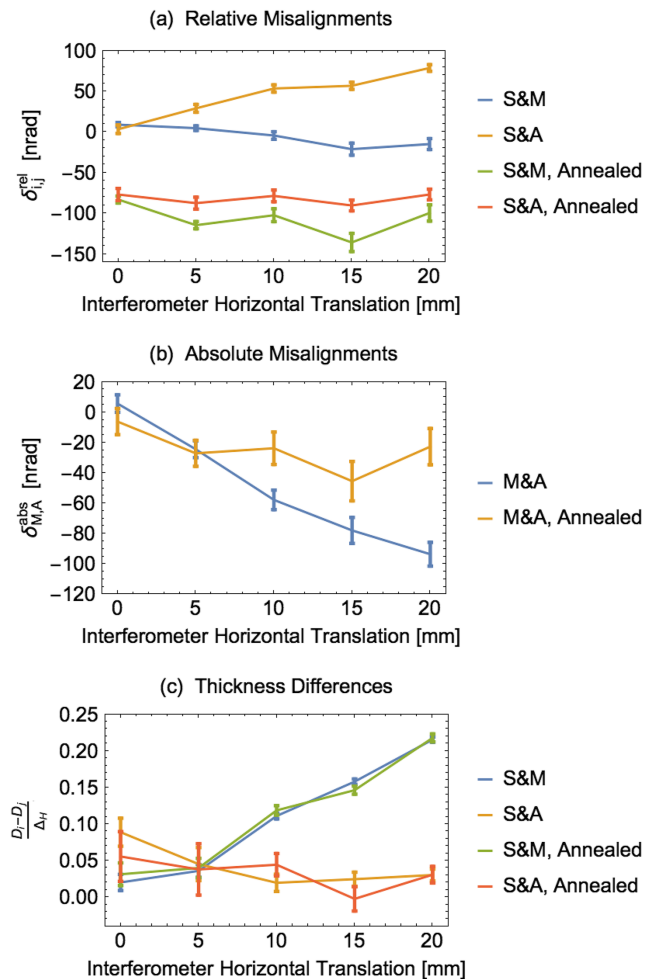 (a) Relative Misalignments
100
50
0
−50
−100
−150
δ^rel_i,j [nrad]
0 5 10 15 20
Interferometer Horizontal Translation [mm]
S&M
S&A
S&M, Annealed
S&A, Annealed
(b) Absolute Misalignments
20
0
−20
−40
−60
−80
−100
−120
δ^abs_M,A [nrad]
0 5 10 15 20
Interferometer Horizontal Translation [mm]
M&A
M&A, Annealed
(c) Thickness Differences
0.25
0.20
0.15
0.10
0.05
0.00
D_i−D_j
Δ_H
0 5 10 15 20
Interferometer Horizontal Translation [mm]
S&M
S&A
S&M, Annealed
S&A, Annealed